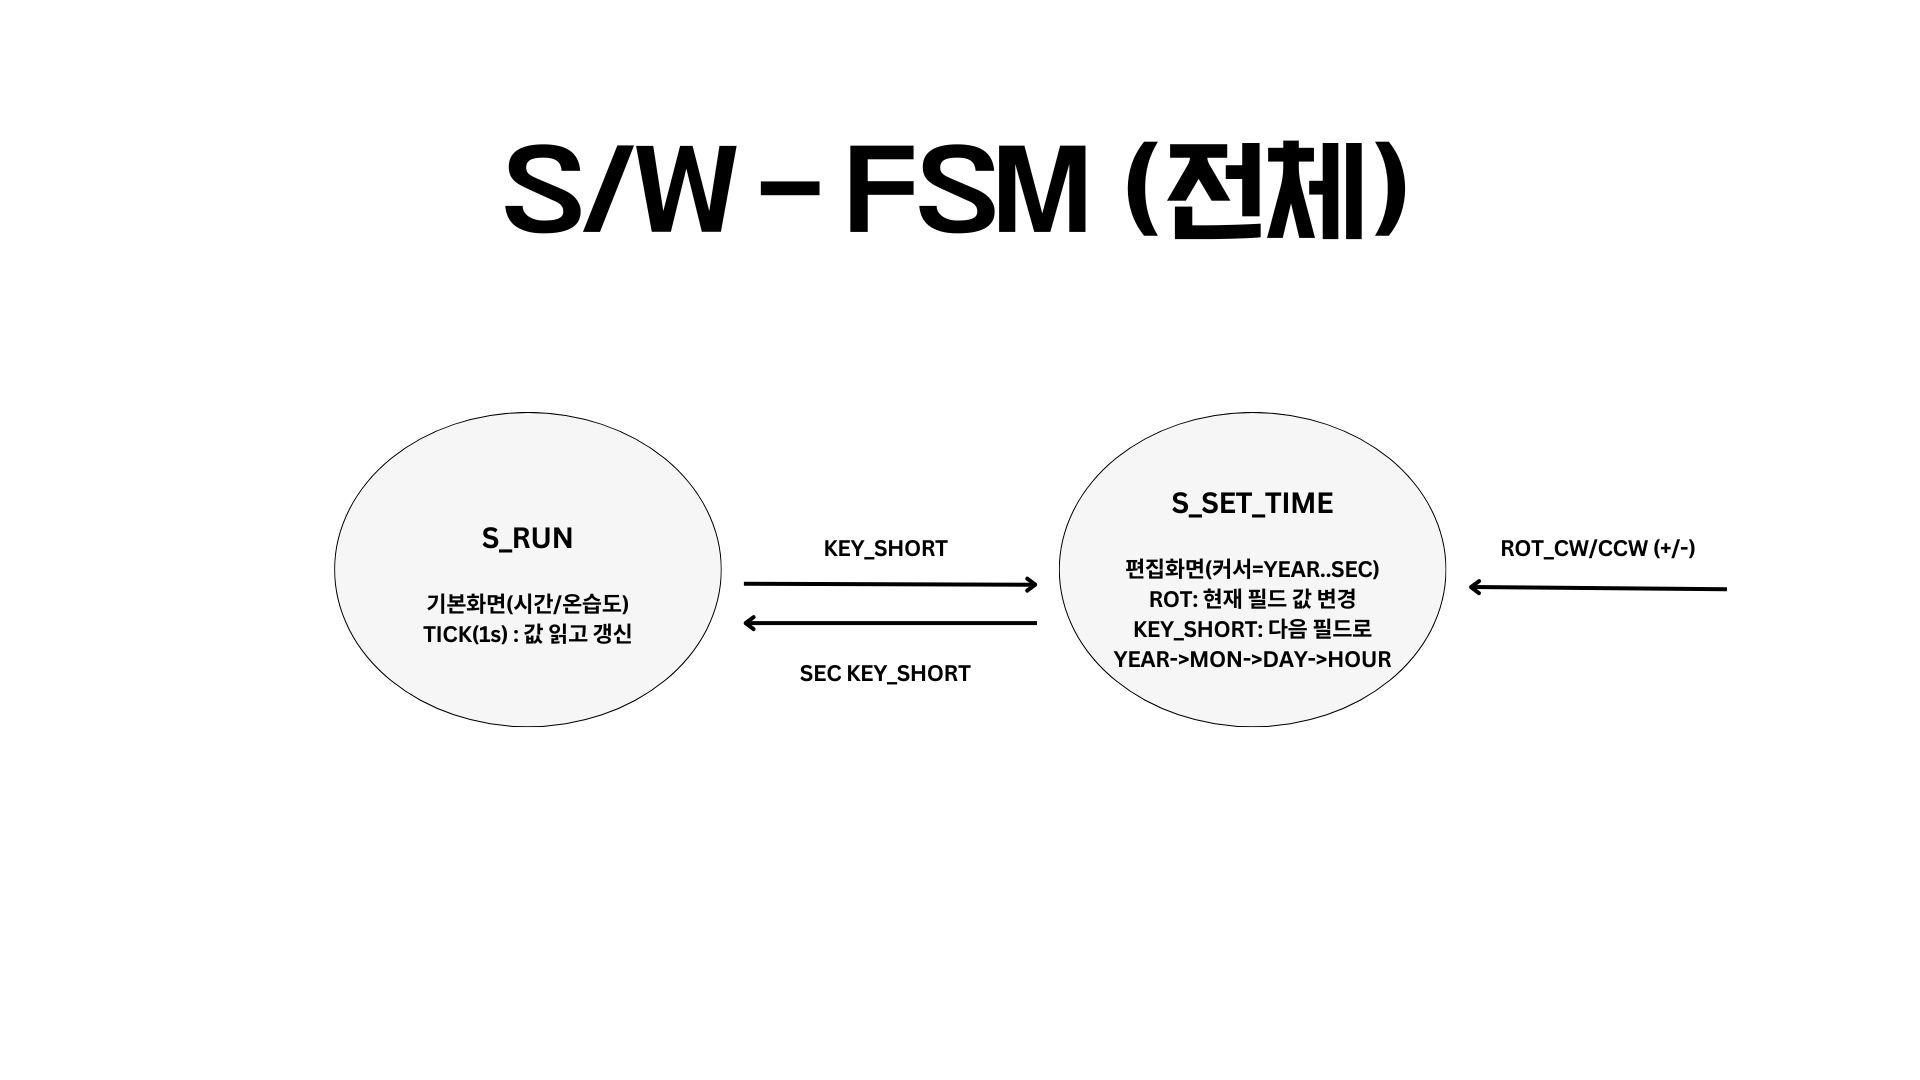 S/W - FSM (전체)
S_RUN
기본화면(시간/온습도)
TICK(1s) : 값 읽고 갱신
KEY_SHORT
SEC KEY_SHORT
S_SET_TIME
편집화면(커서=YEAR..SEC)
ROT: 현재 필드 값 변경
KEY_SHORT: 다음 필드로
YEAR->MON->DAY->HOUR
ROT_CW/CCW (+/-)